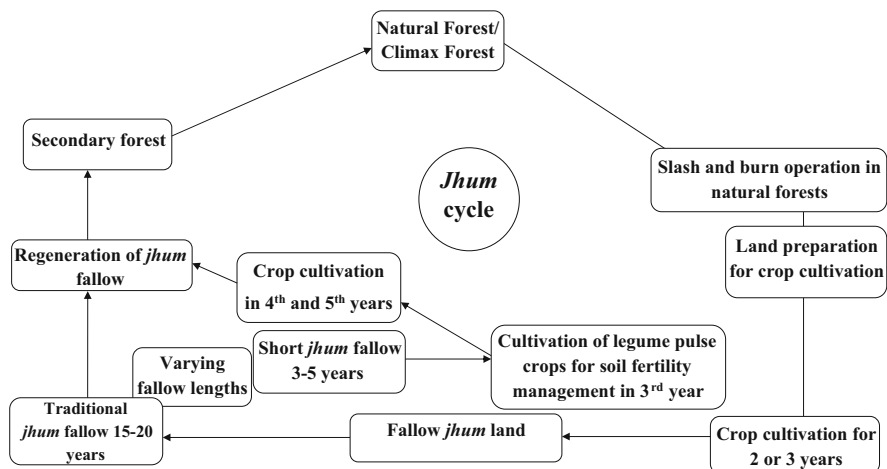 Natural Forest/
Climax Forest
Secondary forest
Slash and burn operation in
natural forests
Jhum
cycle
Land preparation
for crop cultivation
Regeneration of jhum
fallow
Crop cultivation
in 4th and 5th years
Short jhum fallow
3-5 years
Cultivation of legume pulse
crops for soil fertility
management in 3rd year
Varying
fallow lengths
Traditional
jhum fallow 15-20
years
Fallow jhum land
Crop cultivation for
2 or 3 years